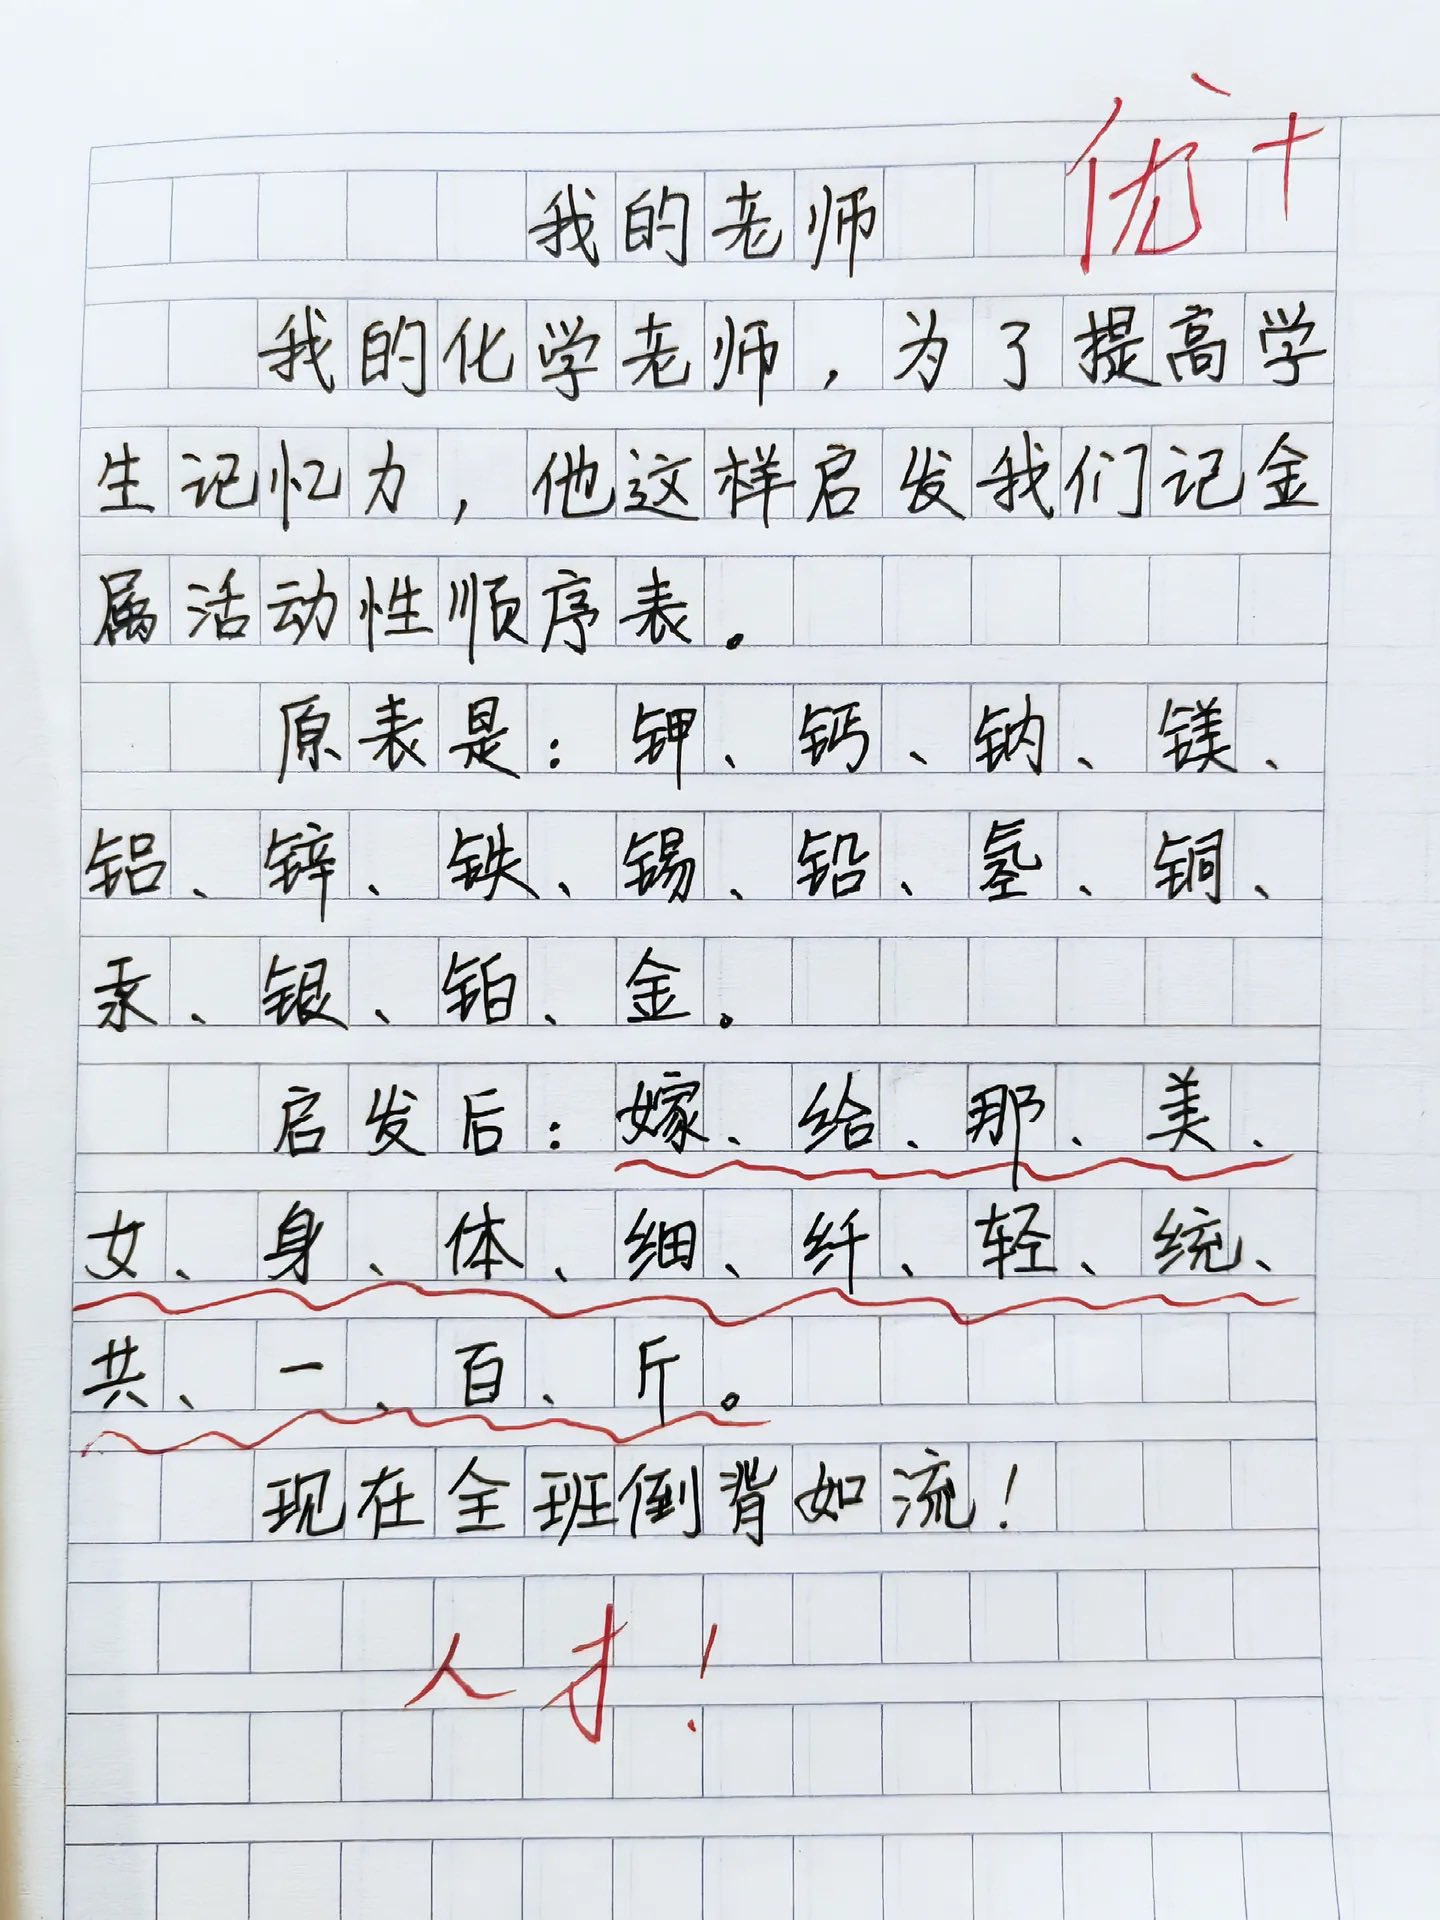 优+
我的老师
我的化学老师，为了提高学
生记忆力，他这样启发我们记金
属活动性顺序表。
原表是：钾、钙、钠、镁、
铝、锌、铁、锡、铅、氢、铜、
汞、银、铂、金。
启发后：嫁、给、那、美、
女、身、体、细、纤、轻、统、
共、一、百、斤。
现在全班倒背如流！
人才！